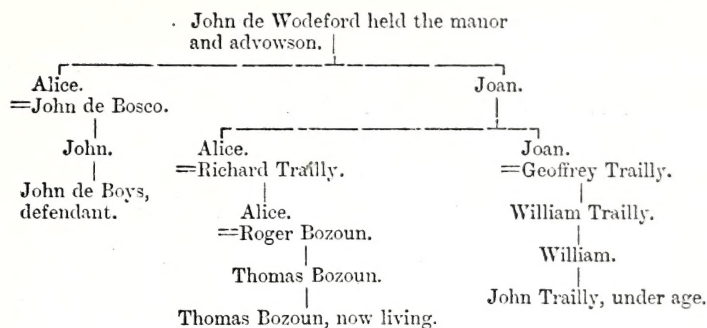 John de Wodeford held the manor
and advowson.
Alice. Joan.
=John de Bosco.
John. Alice. Joan.
=Richard Trailly. =Geoffrey Trailly.
John de Boys,
defendant. Alice. William Trailly.
=Roger Bozoun.
William.
Thomas Bozoun.
John Trailly, under age.
Thomas Bozoun, now living.